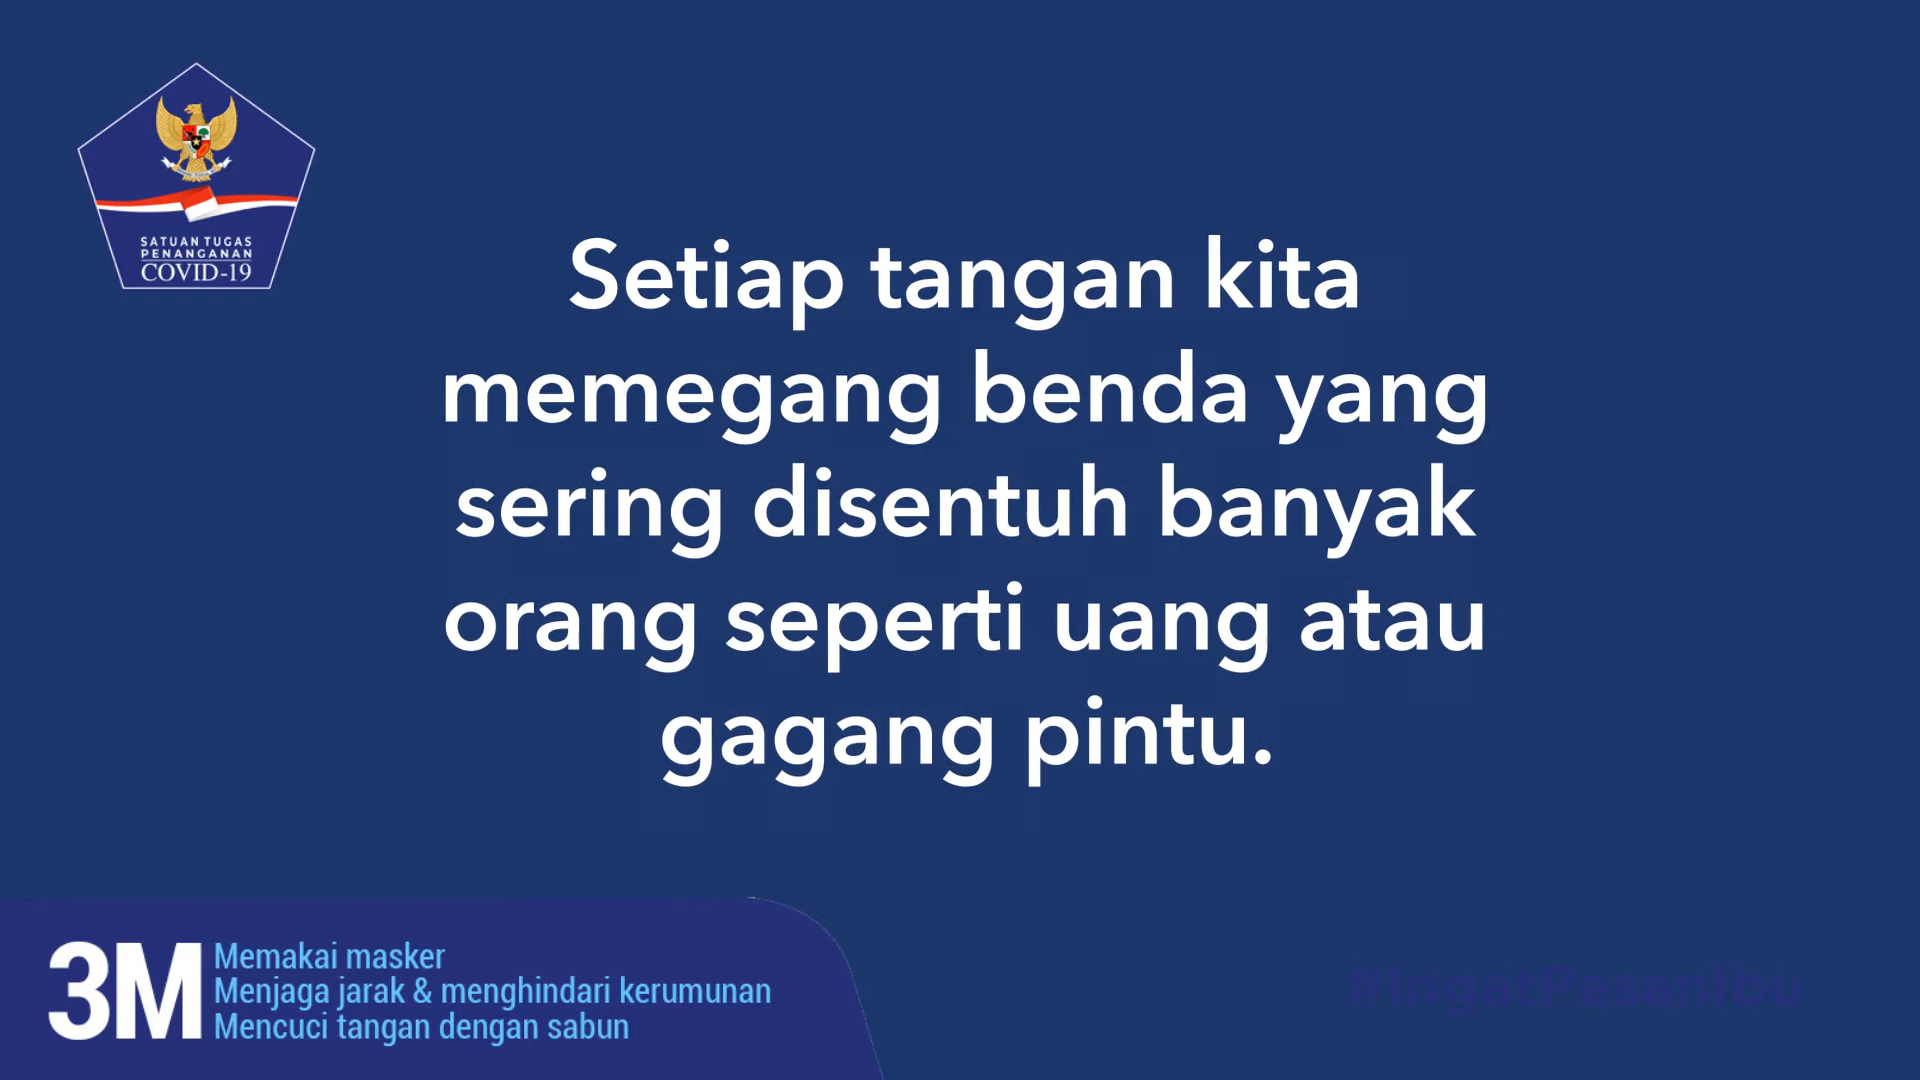 SATUAN TUGAS
PENANGANAN
COVID-19
Setiap tangan kita
memegang benda yang
sering disentuh banyak
orang seperti uang atau
gagang pintu.
3M
Memakai masker
Menjaga jarak & menghindari kerumunan
Mencuci tangan dengan sabun
#IngatPesanIbu